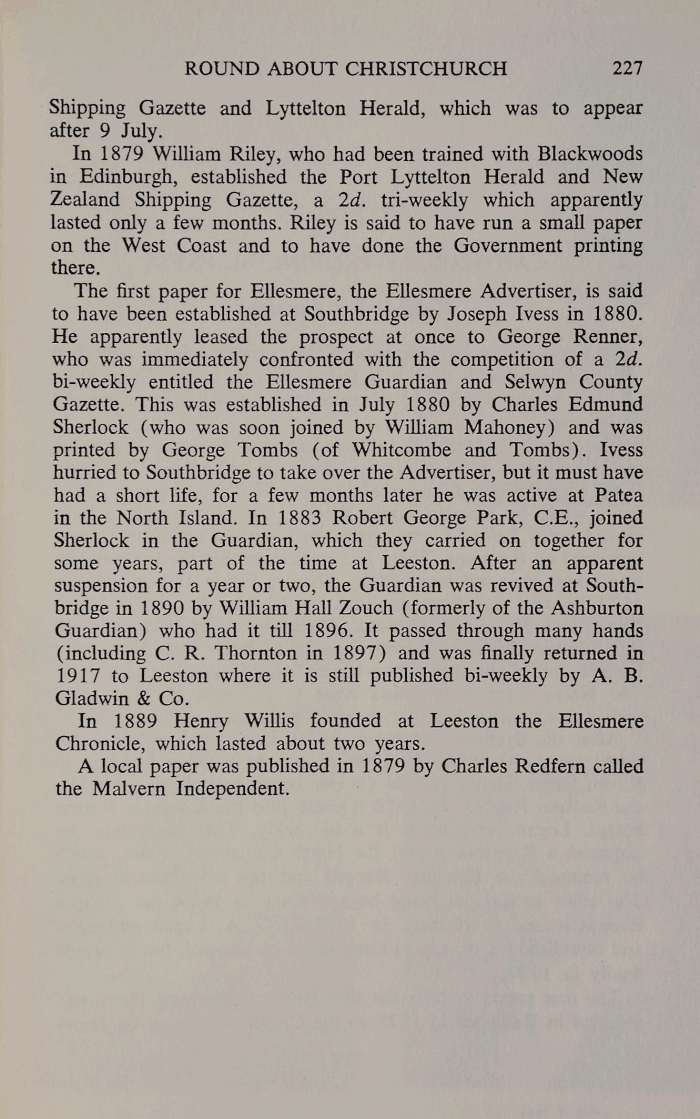 ROUND ABOUT CHRISTCHURCH 227
Shipping Gazette and Lyttelton Herald, which was to appear
after 9 July.
In 1879 William Riley, who had been trained with Blackwoods
in Edinburgh, established the Port Lyttelton Herald and New
Zealand Shipping Gazette, a 2d. tri-weekly which apparently
lasted only a few months. Riley is said to have run a small paper
on the West Coast and to have done the Government printing
there.
The first paper for Ellesmere, the Ellesmere Advertiser, is said
to have been established at Southbridge by Joseph Ivess in 1880.
He apparently leased the prospect at once to George Renner,
who was immediately confronted with the competition of a 2d.
bi-weekly entitled the Ellesmere Guardian and Selwyn County
Gazette. This was established in July 1880 by Charles Edmund
Sherlock (who was soon joined by William Mahoney) and was
printed by George Tombs (of Whitcombe and Tombs). Ivess
hurried to Southbridge to take over the Advertiser, but it must have
had a short life, for a few months later he was active at Patea
in the North Island. In 1883 Robert George Park, C.E., joined
Sherlock in the Guardian, which they carried on together for
some years, part of the time at Leeston. After an apparent
suspension for a year or two, the Guardian was revived at South-
bridge in 1890 by William Hall Zouch (formerly of the Ashburton
Guardian) who had it till 1896. It passed through many hands
(including C. R. Thornton in 1897) and was finally returned in
1917 to Leeston where it is still published bi-weekly by A. B.
Gladwin & Co.
In 1889 Henry Willis founded at Leeston the Ellesmere
Chronicle, which lasted about two years.
A local paper was published in 1879 by Charles Redfern called
the Malvern Independent.